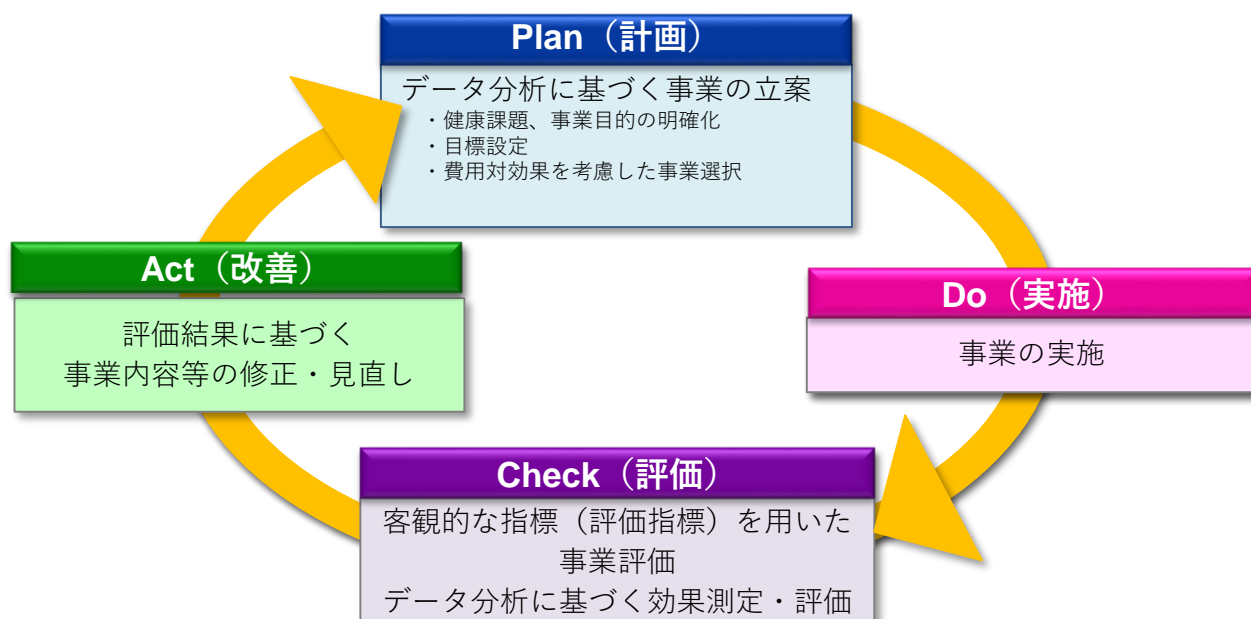 Plan（計画）
データ分析に基づく事業の立案
・健康課題、事業目的の明確化
・目標設定
・費用対効果を考慮した事業選択
Act（改善）
評価結果に基づく
事業内容等の修正・見直し
Do（実施）
事業の実施
Check（評価）
客観的な指標（評価指標）を用いた
事業評価
データ分析に基づく効果測定・評価